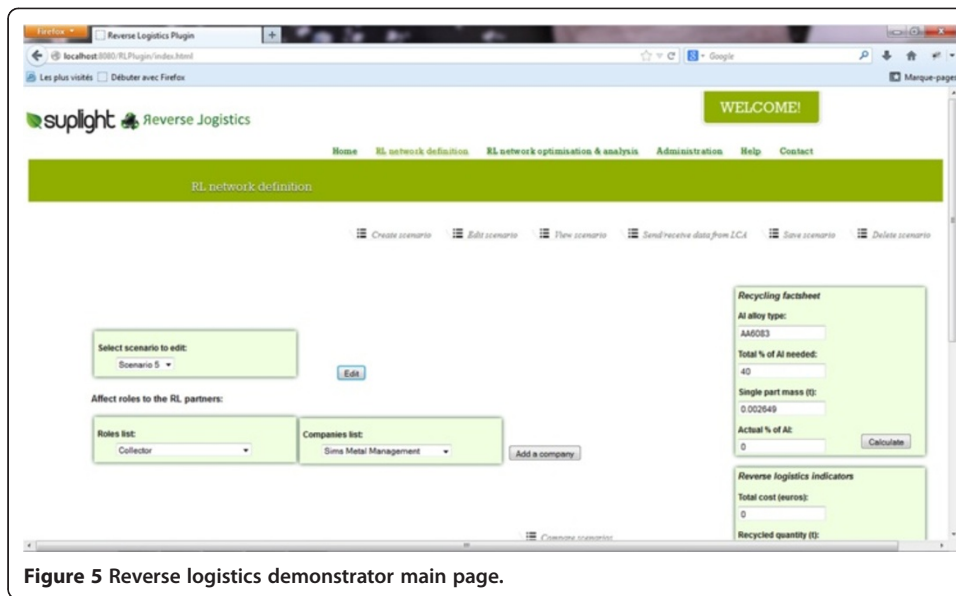 Firefox
Reverse Logistics Plugin
localhost:8080/RLPlugin/index.html
Google
Les plus visités Débuter avec Firefox
Marque-pages
WELCOME!
suplight Reverse logistics
Home RL network definition RL network optimisation & analysis Administration Help Contact
RL network definition
Create scenario Edit scenario View scenario Send/receive data from LCA Save scenario Delete scenario
Recycling factsheet
Al alloy type:
AA6083
Select scenario to edit:
Total % of Al needed:
Scenario 5
40
Edit
Single part mass (t):
Affect roles to the RL partners:
0.002649
Roles list:
Companies list:
Actual % of Al:
Collector
Sims Metal Management
Add a company
0
Calculate
Reverse logistics indicators
Total cost (euros):
0
Compare scenarios
Recycled quantity (t):
Figure 5 Reverse logistics demonstrator main page.